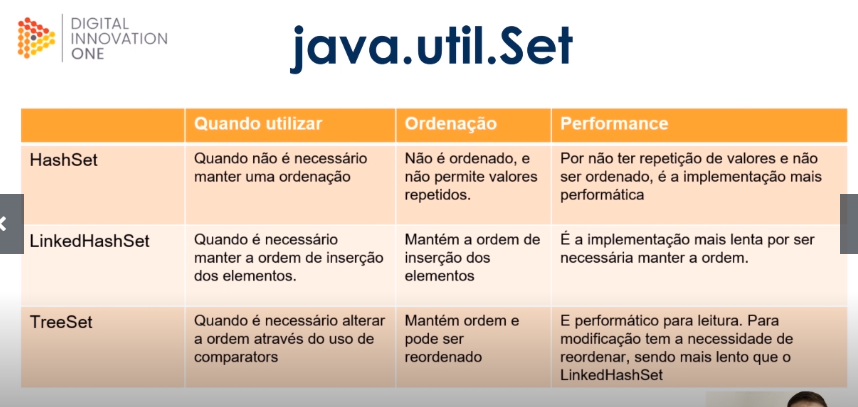 DIGITAL
INNOVATION
ONE
java.util.Set
Quando utilizar
Ordenação
Performance
HashSet
Quando não é necessário
manter uma ordenação
Não é ordenado, e
não permite valores
repetidos.
Por não ter repetição de valores e não
ser ordenado, é a implementação mais
performática
LinkedHashSet
Quando é necessário
manter a ordem de inserção
dos elementos.
Mantém a ordem de
inserção dos
elementos
É a implementação mais lenta por ser
necessária manter a ordem.
TreeSet
Quando é necessário alterar
a ordem através do uso de
comparators
Mantém ordem e
pode ser
reordenado
E performático para leitura. Para
modificação tem a necessidade de
reordenar, sendo mais lento que o
LinkedHashSet